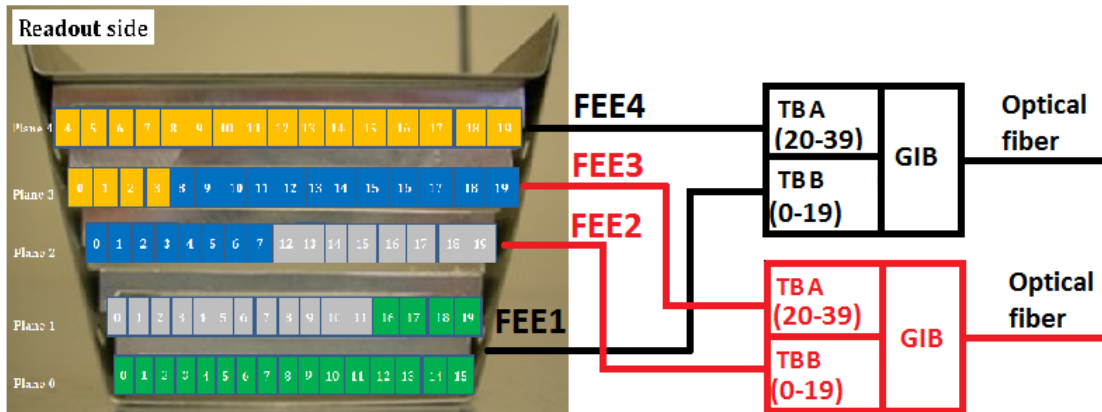 Readout side
Plane 4
4 5 6 7 8 9 10 11 12 13 14 15 16 17 18 19
Plane 3
0 1 2 3 8 9 10 11 12 13 14 15 16 17 18 19
Plane 2
0 1 2 3 4 5 6 7 12 13 14 15 16 17 18 19
Plane 1
0 1 2 3 4 5 6 7 8 9 10 11 16 17 18 19
Plane 0
0 1 2 3 4 5 6 7 8 9 10 11 12 13 14 15
FEE4
FEE3
FEE2
FEE1
TBA
(20-39)
TBB
(0-19)
GIB
Optical
fiber
TBA
(20-39)
TBB
(0-19)
GIB
Optical
fiber